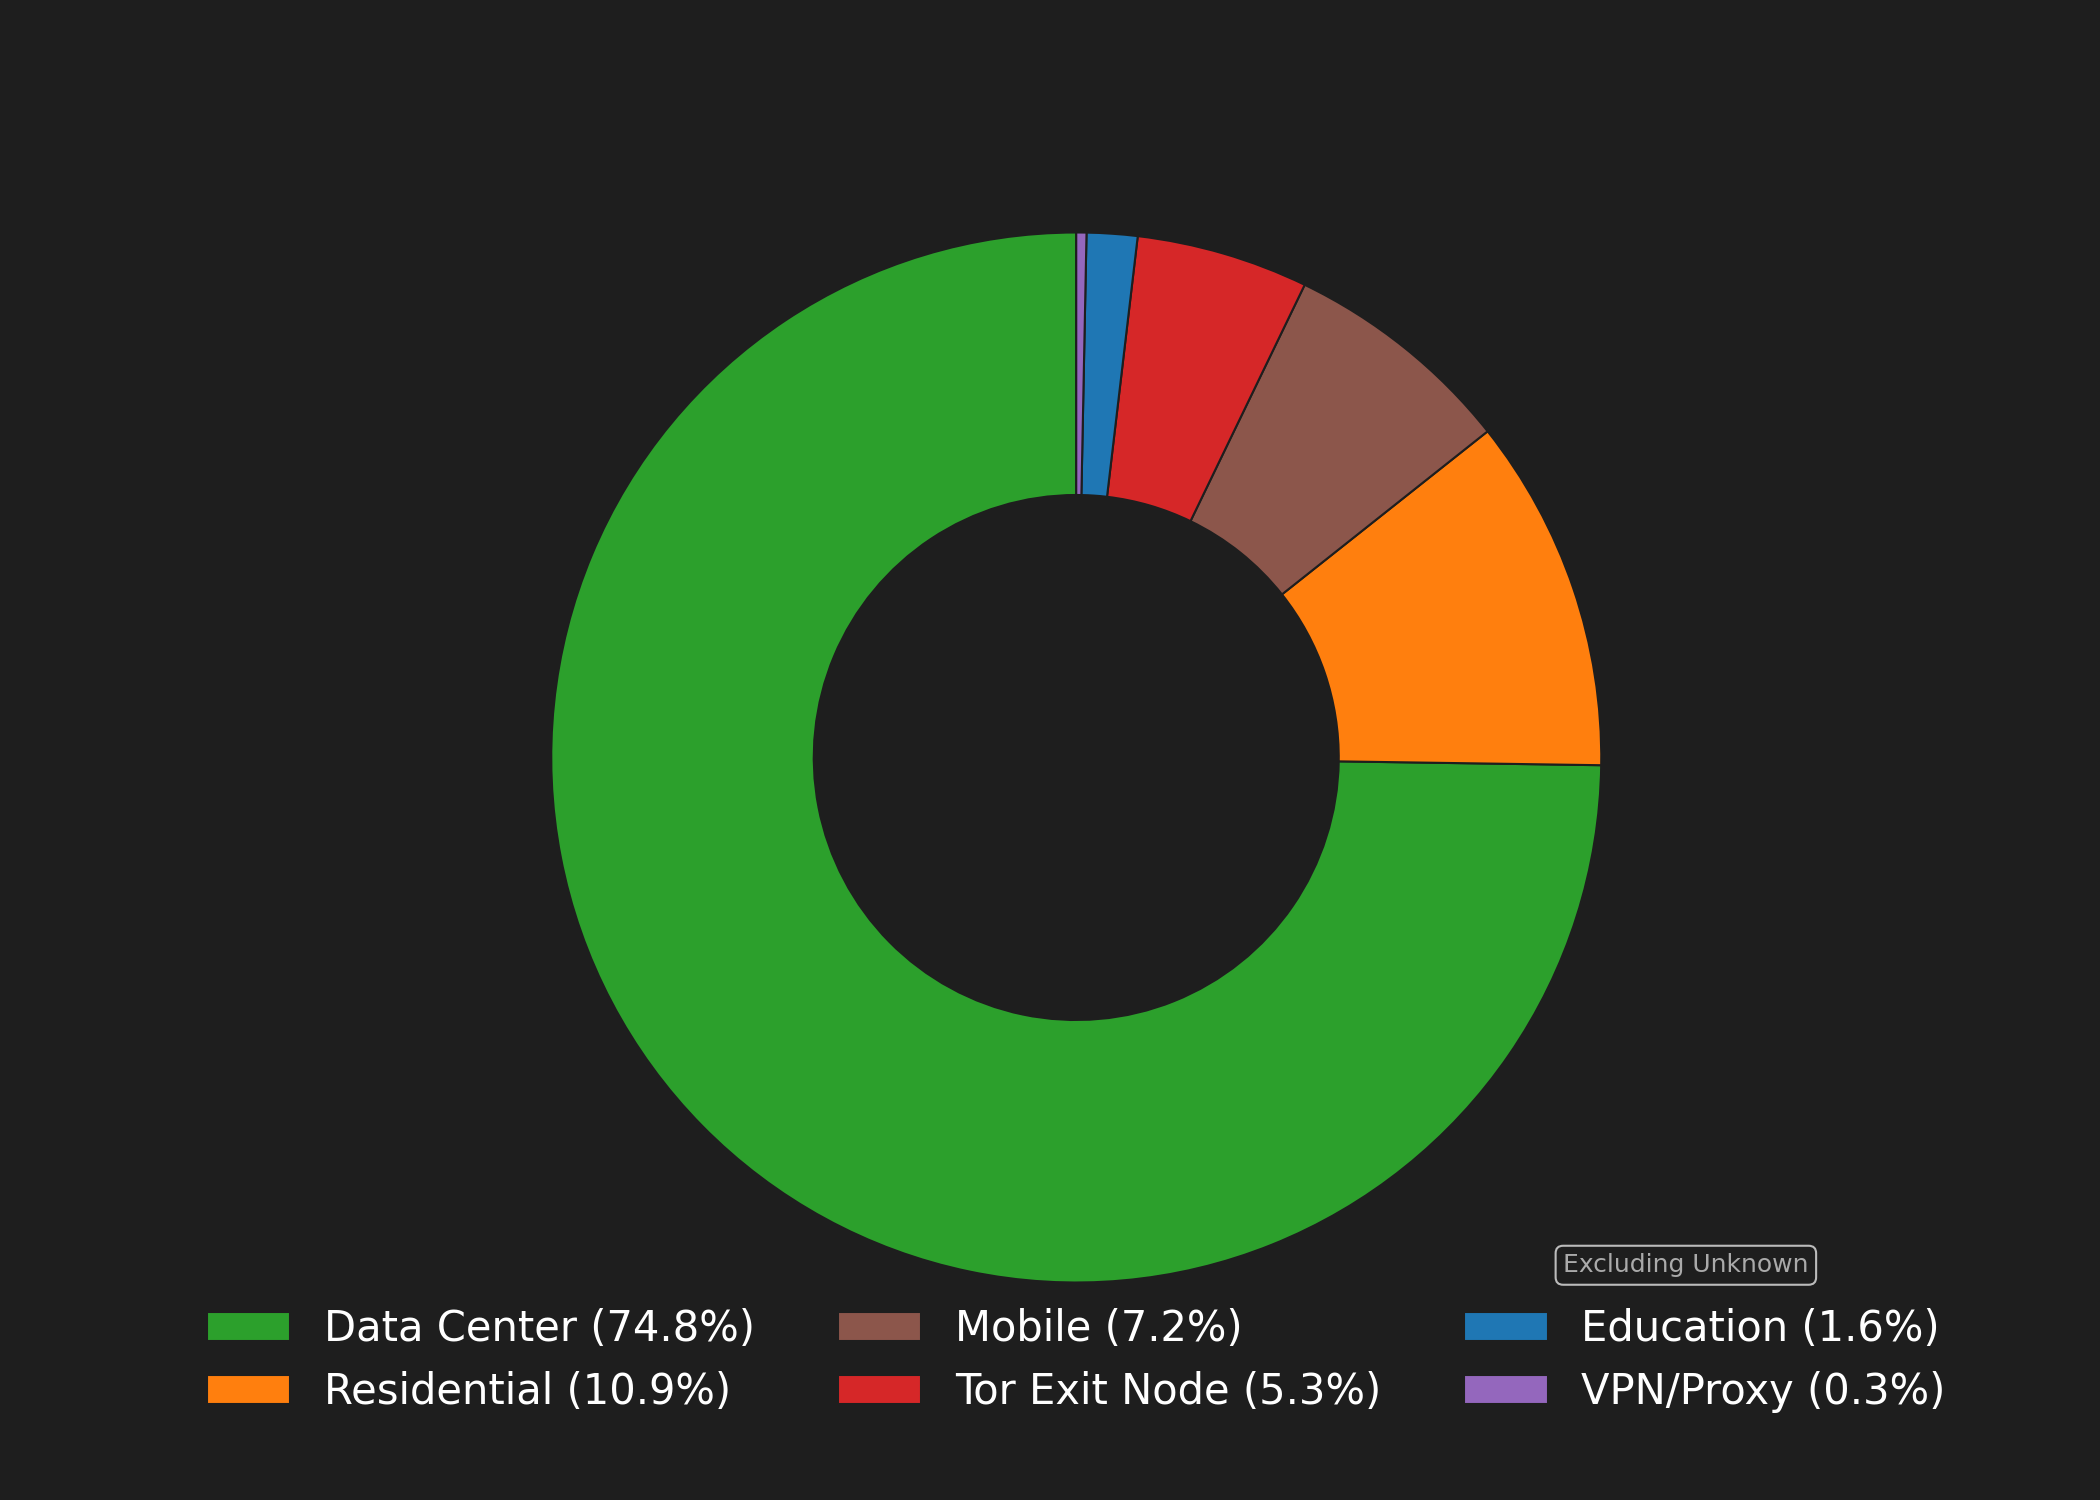 Excluding Unknown
Data Center (74.8%)
Residential (10.9%)
Mobile (7.2%)
Tor Exit Node (5.3%)
Education (1.6%)
VPN/Proxy (0.3%)